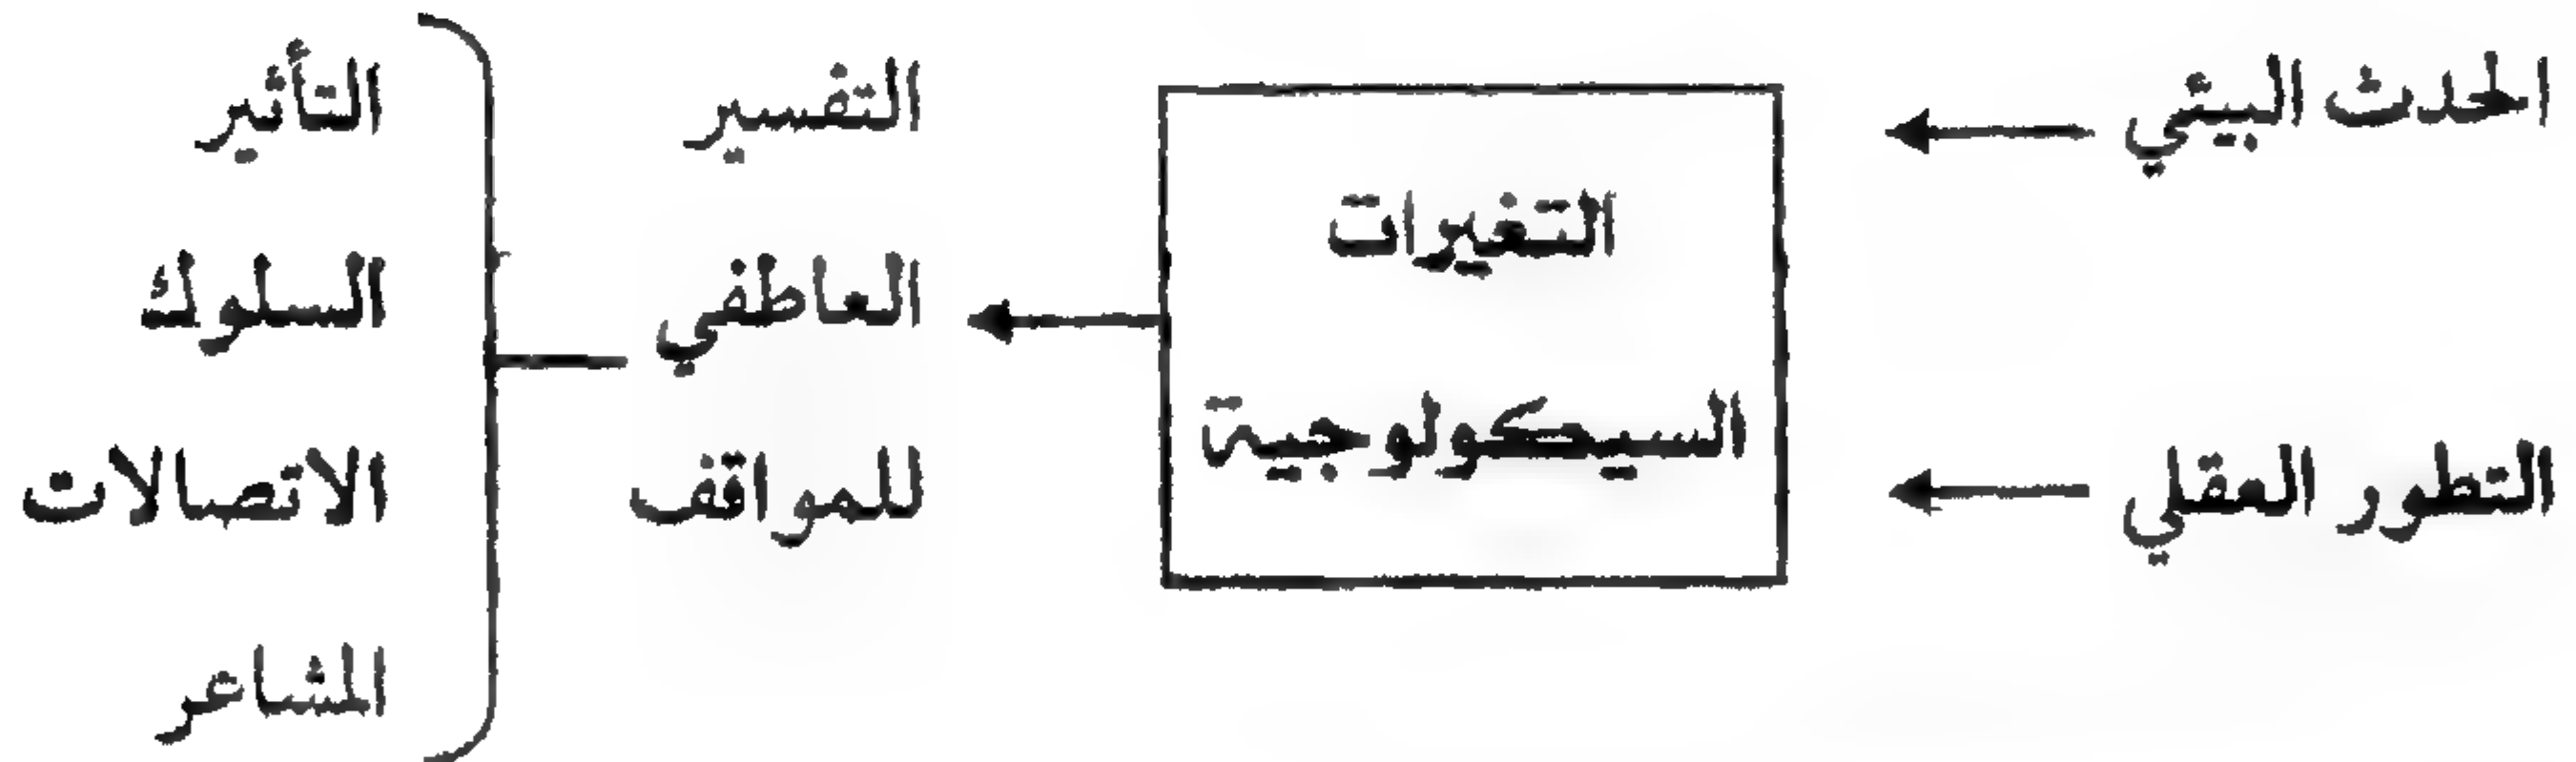 الحدث البيئي
التطور العقلي
التغيرات
السيكولوجية
التفسير
العاطفي
للمواقف
التأثير
السلوك
الاتصالات
المشاعر